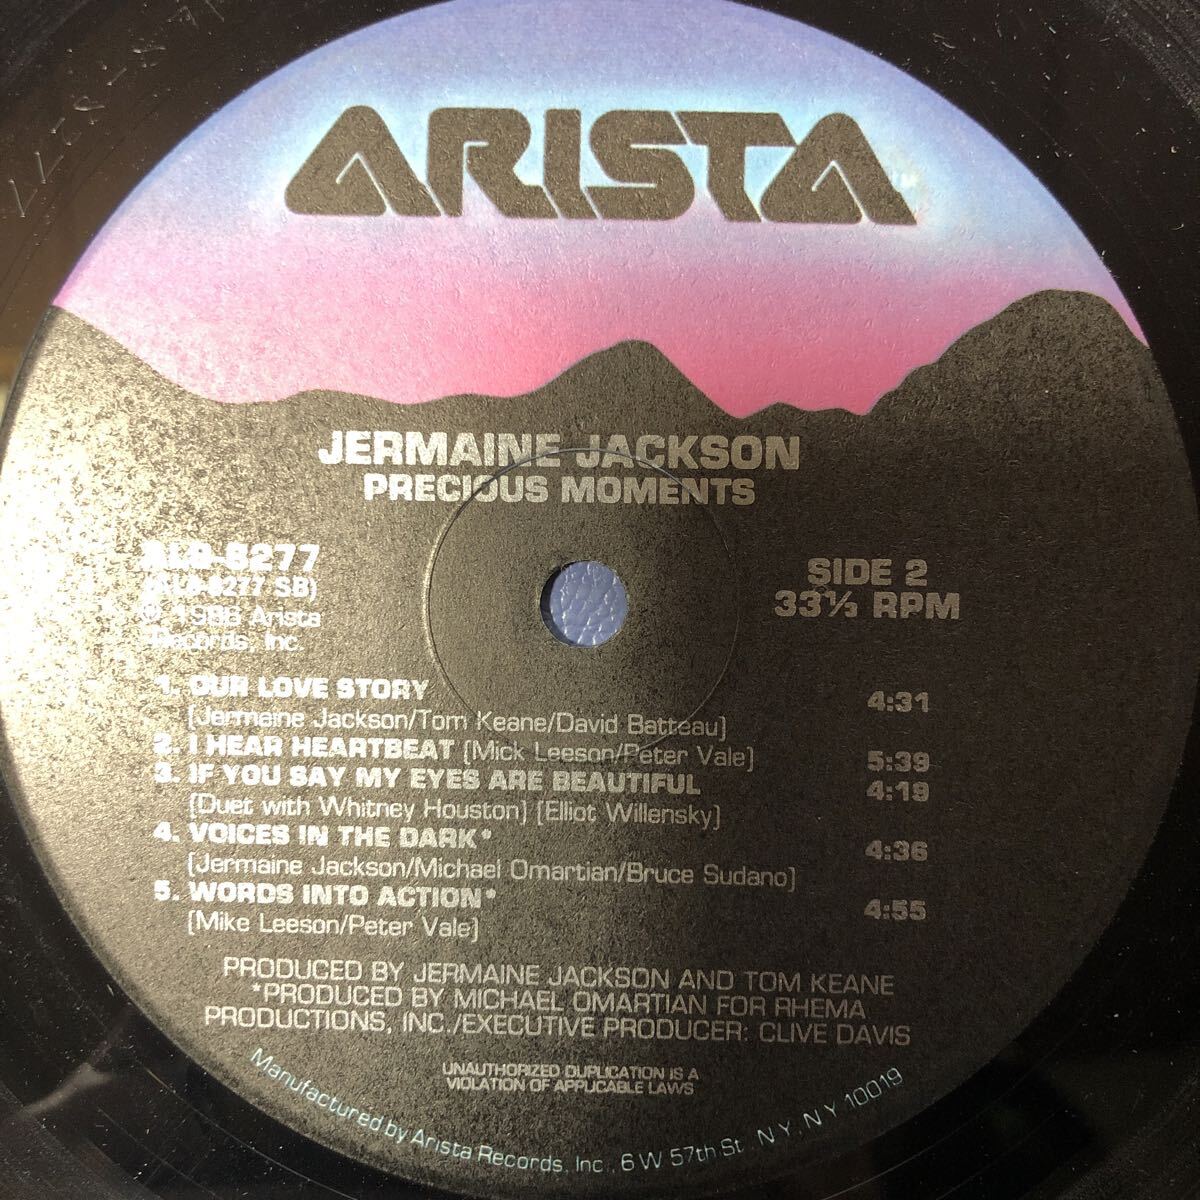 ARISTA
JERMAINE JACKSON
PRECIOUS MOMENTS
SIDE 2
33⅓ RPM
℗ 1986 Arista
Records, Inc.
1. OUR LOVE STORY 4:31
[Jermaine Jackson/Tom Keane/David Batteau]
2. I HEAR HEARTBEAT [Mick Leeson/Peter Vale] 5:39
3. IF YOU SAY MY EYES ARE BEAUTIFUL 4:19
[Duet with Whitney Houston] [Elliot Willensky]
4. VOICES IN THE DARK* 4:36
[Jermaine Jackson/Michael Omartian/Bruce Sudano]
5. WORDS INTO ACTION* 4:55
[Mike Leeson/Peter Vale]
PRODUCED BY JERMAINE JACKSON AND TOM KEANE
*PRODUCED BY MICHAEL OMARTIAN FOR RHEMA
PRODUCTIONS, INC./EXECUTIVE PRODUCER: CLIVE DAVIS
UNAUTHORIZED DUPLICATION IS A
VIOLATION OF APPLICABLE LAWS
Manufactured by Arista Records, Inc., 6 W 57th St., N.Y., N.Y. 10019